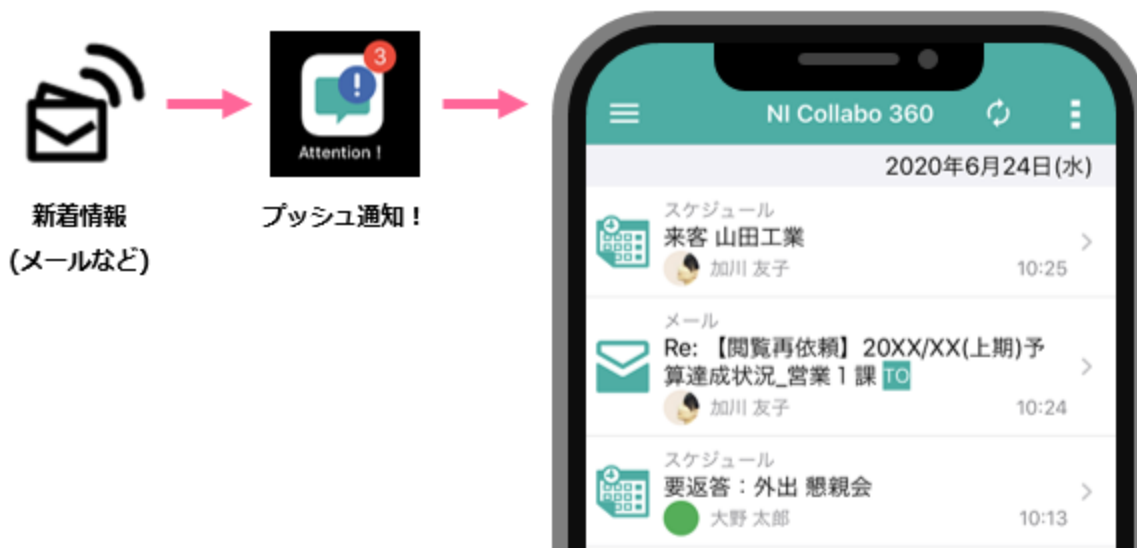 新着情報
(メールなど)
3
!
Attention !
プッシュ通知！
NI Collabo 360
2020年6月24日(水)
スケジュール
来客 山田工業
加川 友子
10:25
メール
Re: 【閲覧再依頼】20XX/XX(上期)予
算達成状況_営業１課 TO
加川 友子
10:24
スケジュール
要返答：外出 懇親会
大野 太郎
10:13